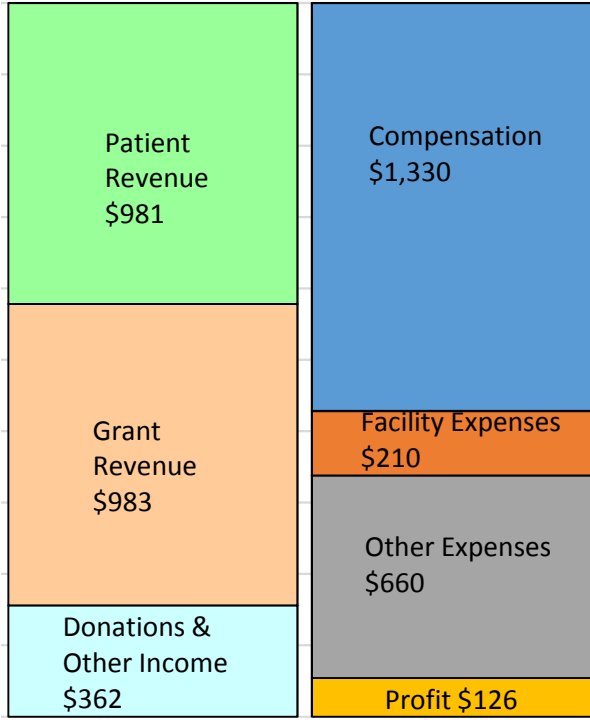 Patient
Revenue
$981
Grant
Revenue
$983
Donations &
Other Income
$362
Compensation
$1,330
Facility Expenses
$210
Other Expenses
$660
Profit $126